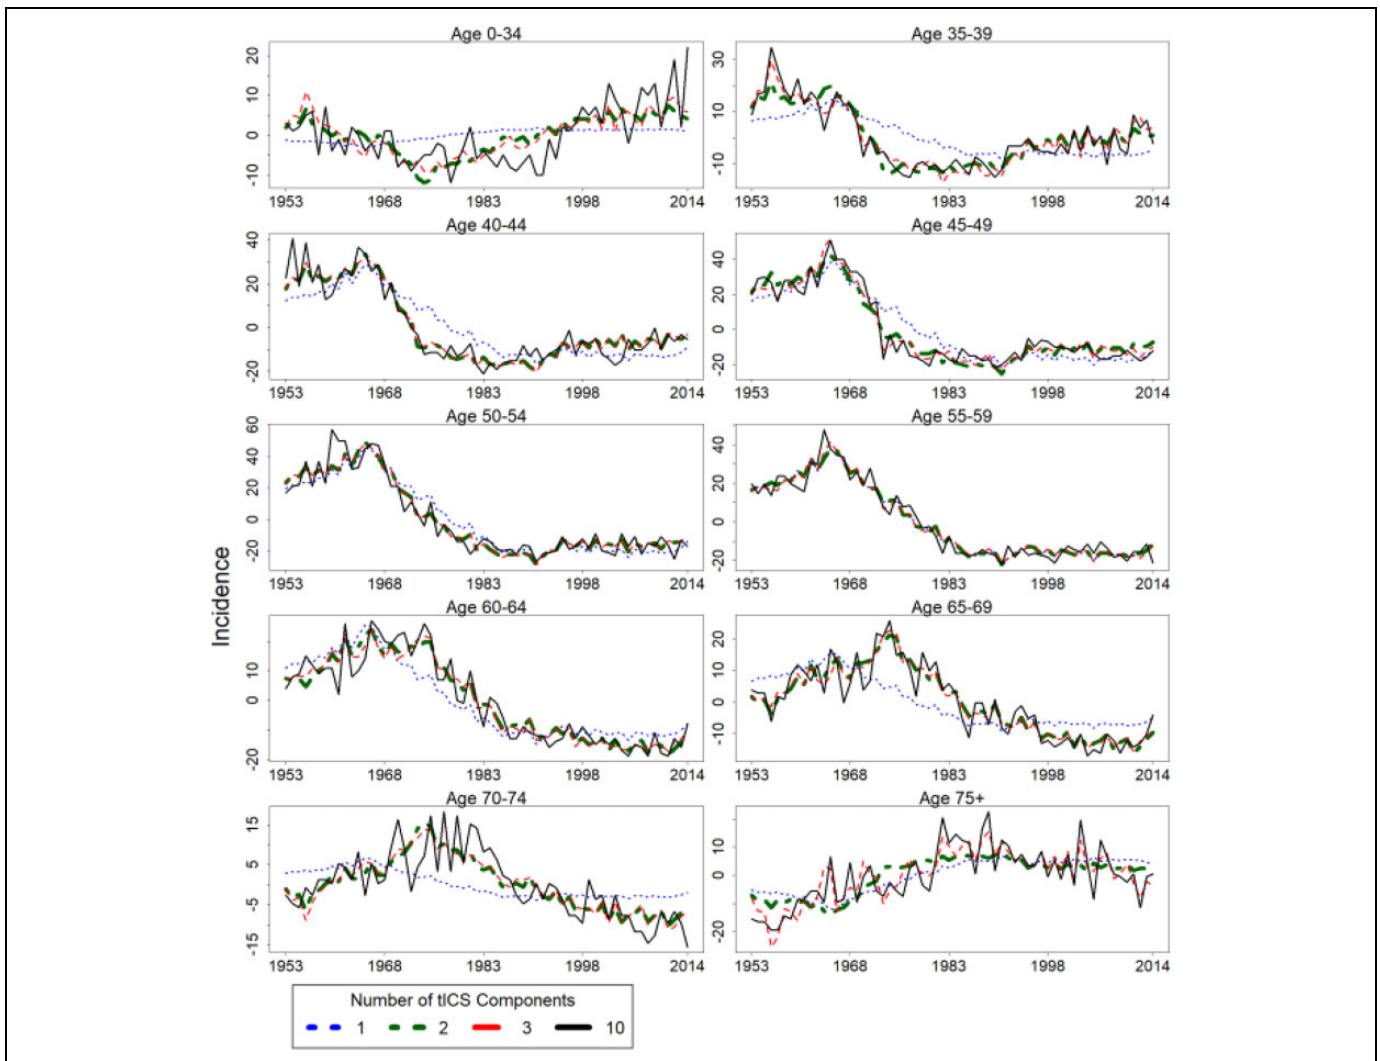 Age 0-34
Age 35-39
20
10
0
-10
1953 1968 1983 1998 2014
30
10
-10
1953 1968 1983 1998 2014
Age 40-44
Age 45-49
40
20
0
-20
1953 1968 1983 1998 2014
40
20
0
-20
1953 1968 1983 1998 2014
Age 50-54
Age 55-59
60
40
20
0
-20
1953 1968 1983 1998 2014
40
20
0
-20
1953 1968 1983 1998 2014
Incidence
Age 60-64
Age 65-69
10
0
-20
1953 1968 1983 1998 2014
20
10
0
-10
1953 1968 1983 1998 2014
Age 70-74
Age 75+
15
5
-5
-15
1953 1968 1983 1998 2014
10
0
-20
1953 1968 1983 1998 2014
Number of tICS Components
1 2 3 10